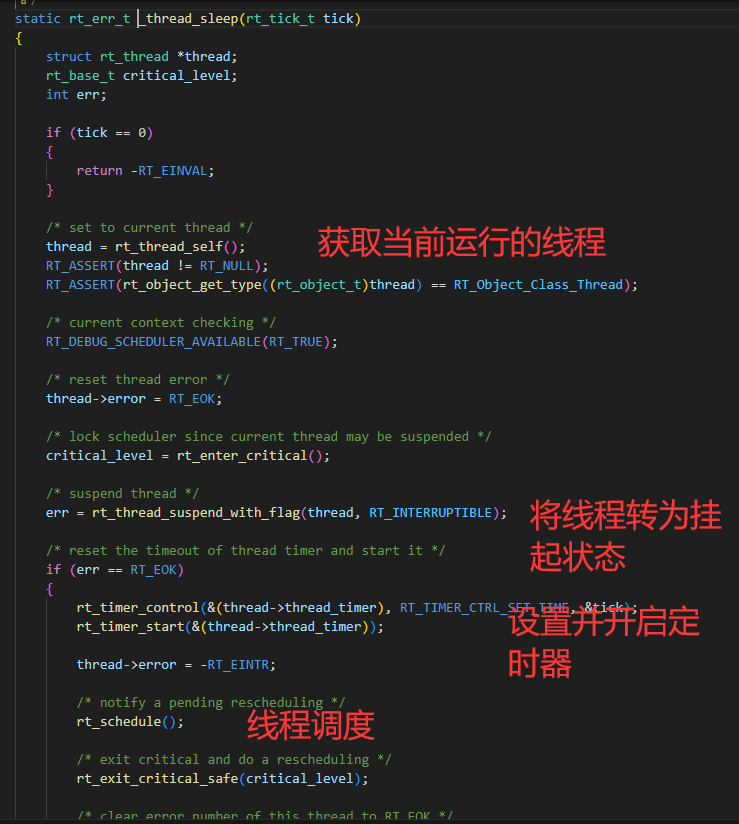 static rt_err_t _thread_sleep(rt_tick_t tick)
{
    struct rt_thread *thread;
    rt_base_t critical_level;
    int err;

    if (tick == 0)
    {
        return -RT_EINVAL;
    }

    /* set to current thread */
    thread = rt_thread_self();
获取当前运行的线程
    RT_ASSERT(thread != RT_NULL);
    RT_ASSERT(rt_object_get_type((rt_object_t)thread) == RT_Object_Class_Thread);

    /* current context checking */
    RT_DEBUG_SCHEDULER_AVAILABLE(RT_TRUE);

    /* reset thread error */
    thread->error = RT_EOK;

    /* lock scheduler since current thread may be suspended */
    critical_level = rt_enter_critical();

    /* suspend thread */
    err = rt_thread_suspend_with_flag(thread, RT_INTERRUPTIBLE);
将线程转为挂
起状态

    /* reset the timeout of thread timer and start it */
    if (err == RT_EOK)
    {
        rt_timer_control(&(thread->thread_timer), RT_TIMER_CTRL_SET_TIME, &tick);
        rt_timer_start(&(thread->thread_timer));
设置并开启定
时器

        thread->error = -RT_EINTR;

        /* notify a pending rescheduling */
        rt_schedule();
线程调度

        /* exit critical and do a rescheduling */
        rt_exit_critical_safe(critical_level);

        /* clear error number of this thread to RT_EOK */